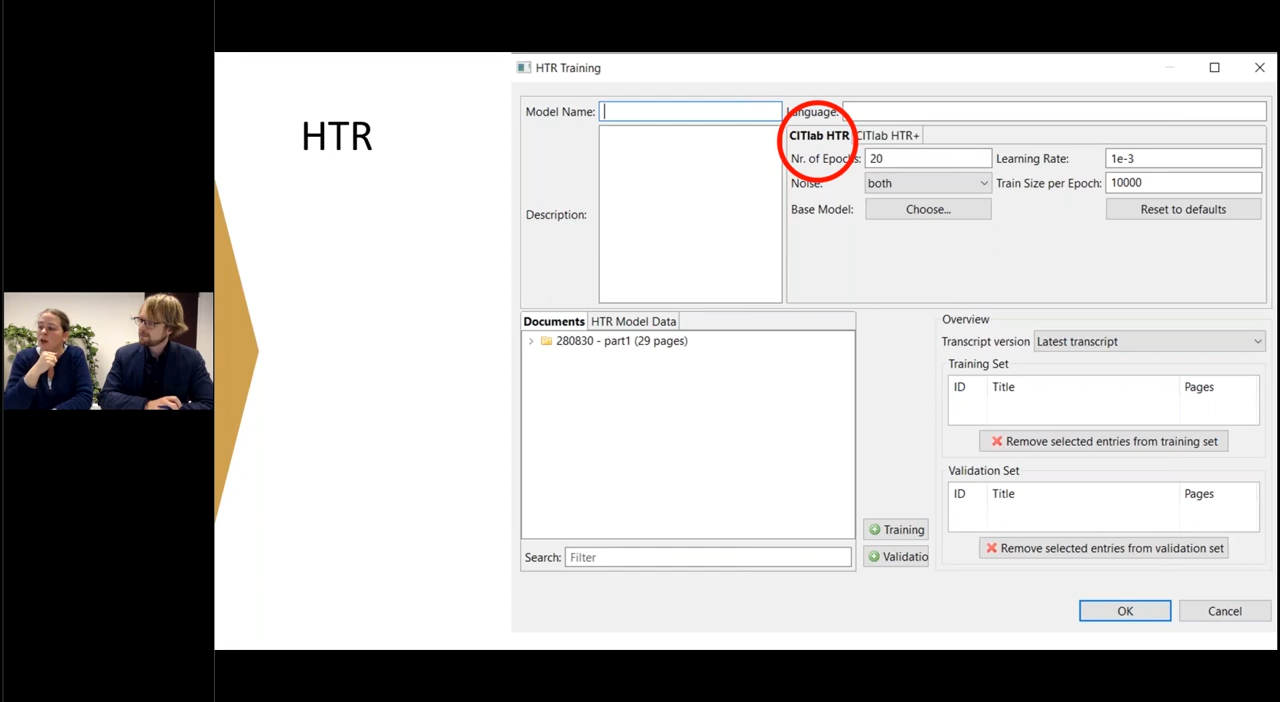 HTR
HTR Training
Model Name:
Language:
CITlab HTR CITlab HTR+
Nr. of Epochs: 20 Learning Rate: 1e-3
Noise: both Train Size per Epoch: 10000
Base Model: Choose... Reset to defaults
Description:
Documents HTR Model Data
280830 - part1 (29 pages)
Search: Filter
Training
Validatio
Overview
Transcript version Latest transcript
Training Set
ID Title Pages
Remove selected entries from training set
Validation Set
ID Title Pages
Remove selected entries from validation set
OK Cancel